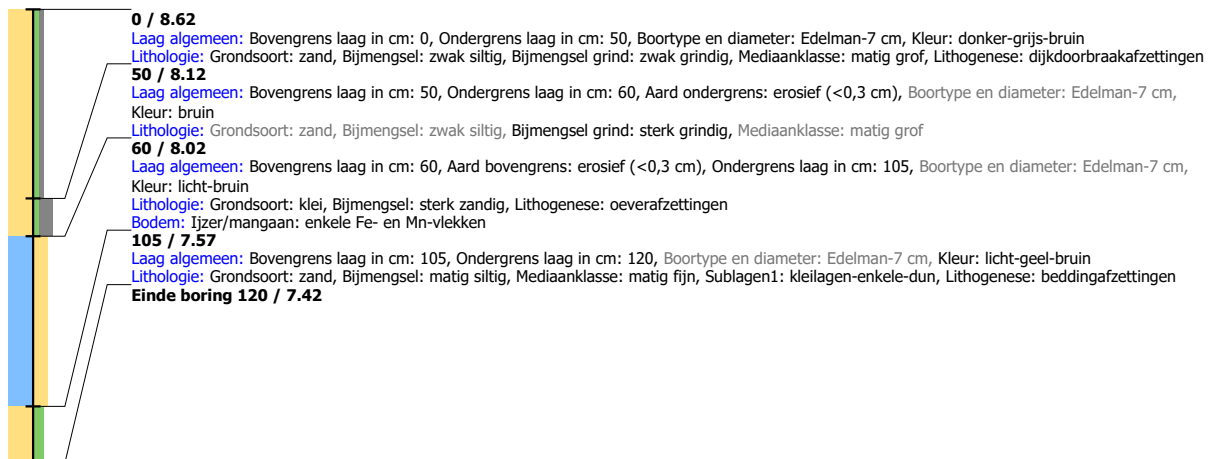 0 / 8.62
Laag algemeen: Bovengrens laag in cm: 0, Ondergrens laag in cm: 50, Boortype en diameter: Edelman-7 cm, Kleur: donker-grijs-bruin
Lithologie: Grondsoort: zand, Bijmengsel: zwak siltig, Bijmengsel grind: zwak grindig, Mediaanklasse: matig grof, Lithogenese: dijkdoorbraakafzettingen
50 / 8.12
Laag algemeen: Bovengrens laag in cm: 50, Ondergrens laag in cm: 60, Aard ondergrens: erosief (<0,3 cm), Boortype en diameter: Edelman-7 cm,
Kleur: bruin
Lithologie: Grondsoort: zand, Bijmengsel: zwak siltig, Bijmengsel grind: sterk grindig, Mediaanklasse: matig grof
60 / 8.02
Laag algemeen: Bovengrens laag in cm: 60, Aard bovengrens: erosief (<0,3 cm), Ondergrens laag in cm: 105, Boortype en diameter: Edelman-7 cm,
Kleur: licht-bruin
Lithologie: Grondsoort: klei, Bijmengsel: sterk zandig, Lithogenese: oeverafzettingen
Bodem: Ijzer/mangaan: enkele Fe- en Mn-vlekken
105 / 7.57
Laag algemeen: Bovengrens laag in cm: 105, Ondergrens laag in cm: 120, Boortype en diameter: Edelman-7 cm, Kleur: licht-geel-bruin
Lithologie: Grondsoort: zand, Bijmengsel: matig siltig, Mediaanklasse: matig fijn, Sublagen1: kleilagen-enkele-dun, Lithogenese: beddingafzettingen
Einde boring 120 / 7.42